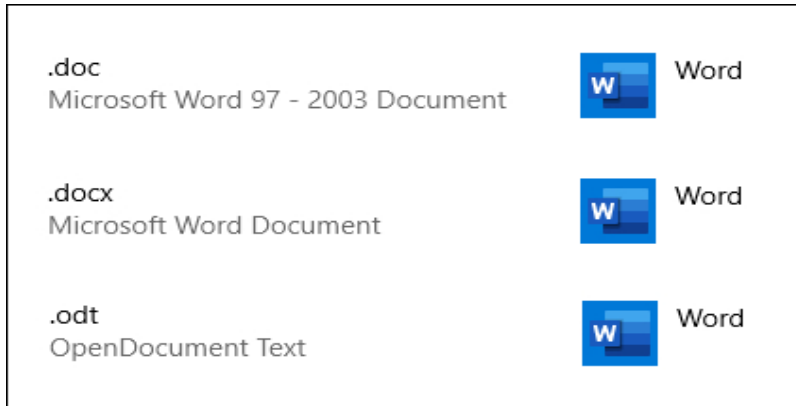 .doc
Microsoft Word 97 - 2003 Document
W
Word
.docx
Microsoft Word Document
W
Word
.odt
OpenDocument Text
W
Word